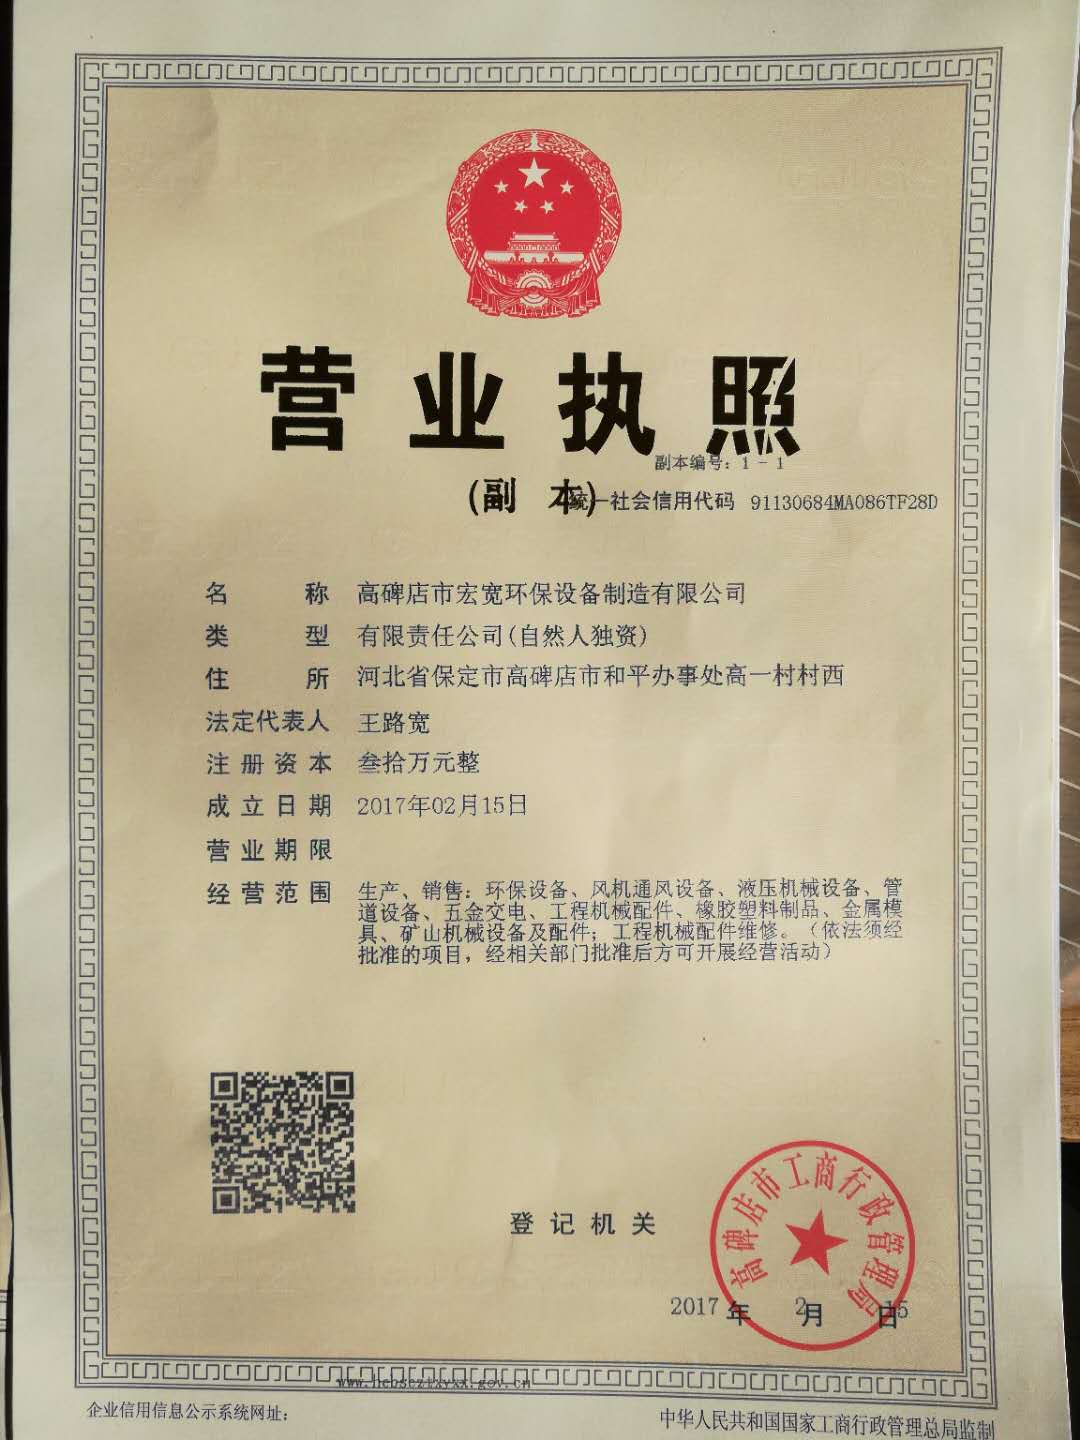 营业执照
副本编号：1-1
(副 本)
统一社会信用代码 91130684MA086TF28D
名称 高碑店市宏宽环保设备制造有限公司
类型 有限责任公司(自然人独资)
住所 河北省保定市高碑店市和平办事处高一村村西
法定代表人 王路宽
注册资本 叁拾万元整
成立日期 2017年02月15日
营业期限
经营范围 生产、销售：环保设备、风机通风设备、液压机械设备、管
道设备、五金交电、工程机械配件、橡胶塑料制品、金属模
具、矿山机械设备及配件；工程机械配件维修。（依法须经
批准的项目，经相关部门批准后方可开展经营活动）
登记机关
高碑店市工商行政管理局
2017 年 2 月 15 日
www.hebscztxyxx.gov.cn
企业信用信息公示系统网址：
中华人民共和国国家工商行政管理总局监制